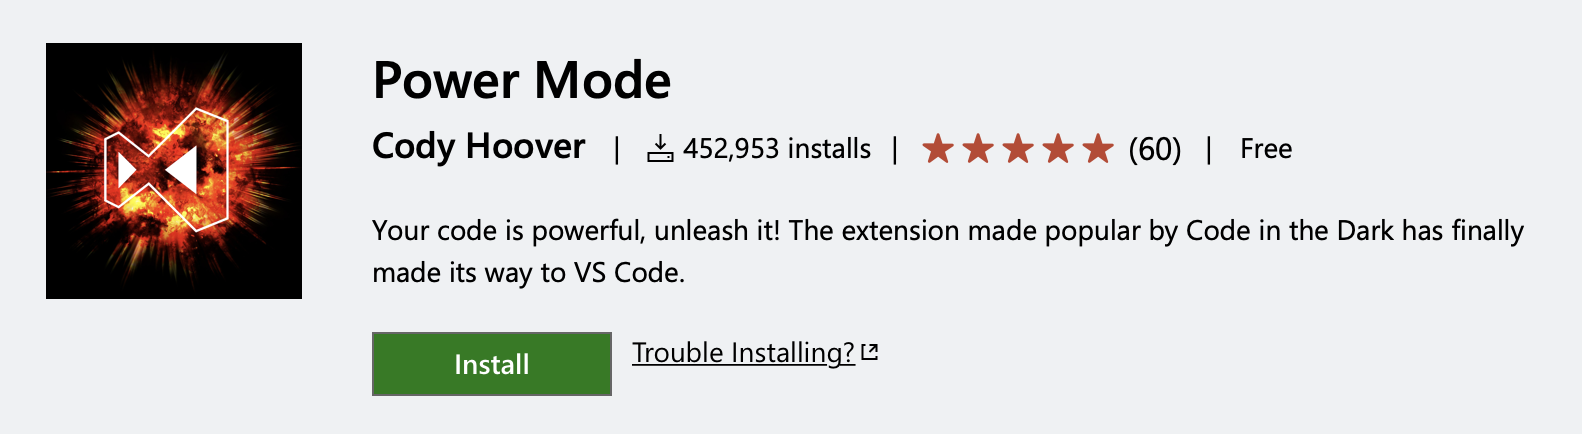 Power Mode
Cody Hoover | 452,953 installs | (60) | Free
Your code is powerful, unleash it! The extension made popular by Code in the Dark has finally
made its way to VS Code.
Install Trouble Installing?